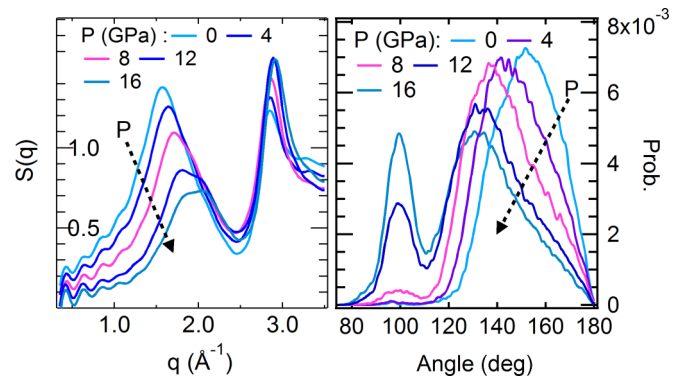 P (GPa) : 0 4
8 12
16
P
1.0
0.5
S(q)
1.0 2.0 3.0
q (Å⁻¹)
P (GPa) : 0 4
8 12
16
P
8x10⁻³
6
4
2
0
Prob.
80 100 120 140 160 181
Angle (deg)